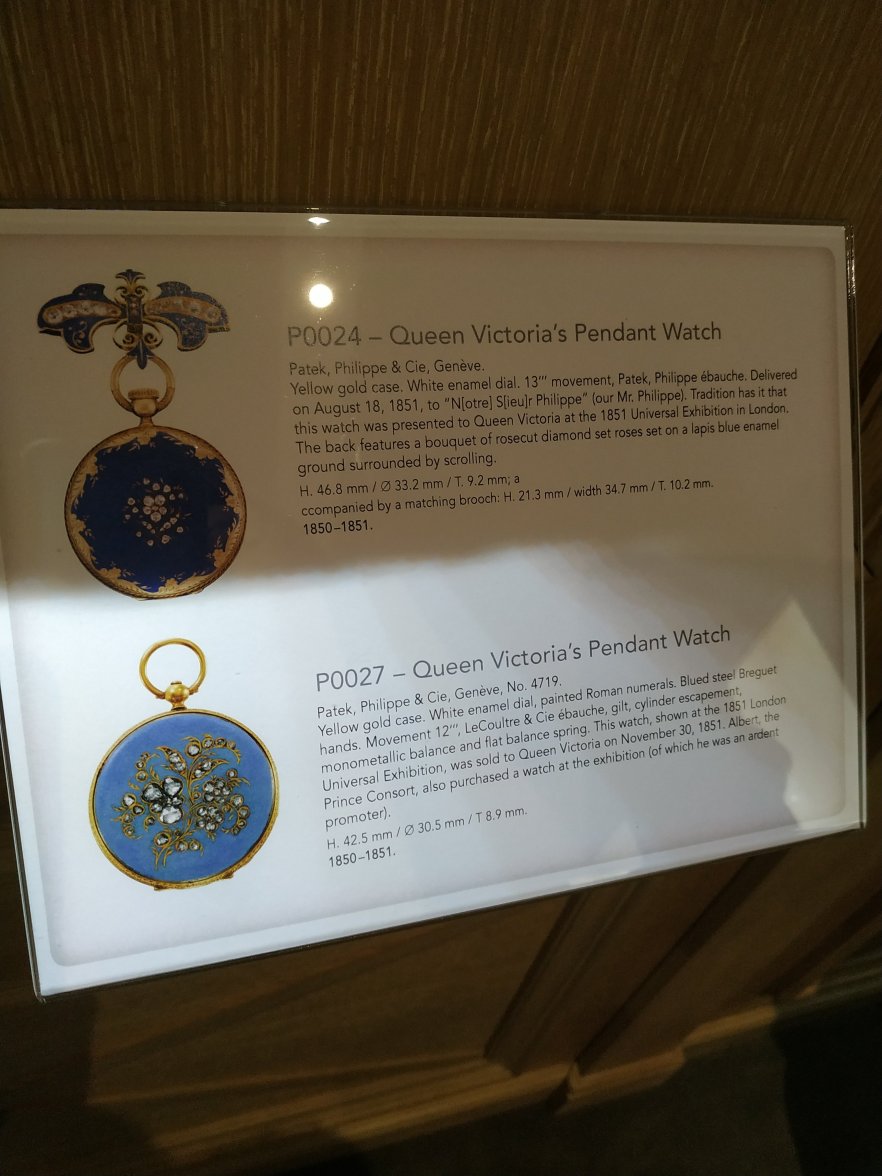 P0024 – Queen Victoria's Pendant Watch
Patek, Philippe & Cie, Genève.
Yellow gold case. White enamel dial. 13''' movement, Patek, Philippe ébauche. Delivered
on August 18, 1851, to "N[otre] S[ieu]r Philippe" (our Mr. Philippe). Tradition has it that
this watch was presented to Queen Victoria at the 1851 Universal Exhibition in London.
The back features a bouquet of rosecut diamond set roses set on a lapis blue enamel
ground surrounded by scrolling.
H. 46.8 mm / Ø 33.2 mm / T. 9.2 mm; a
ccompanied by a matching brooch: H. 21.3 mm / width 34.7 mm / T. 10.2 mm.
1850–1851.
P0027 – Queen Victoria's Pendant Watch
Patek, Philippe & Cie, Genève, No. 4719.
Yellow gold case. White enamel dial, painted Roman numerals. Blued steel Breguet
hands. Movement 12''', LeCoultre & Cie ébauche, gilt, cylinder escapement,
monometallic balance and flat balance spring. This watch, shown at the 1851 London
Universal Exhibition, was sold to Queen Victoria on November 30, 1851. Albert, the
Prince Consort, also purchased a watch at the exhibition (of which he was an ardent
promoter).
H. 42.5 mm / Ø 30.5 mm / T 8.9 mm.
1850–1851.